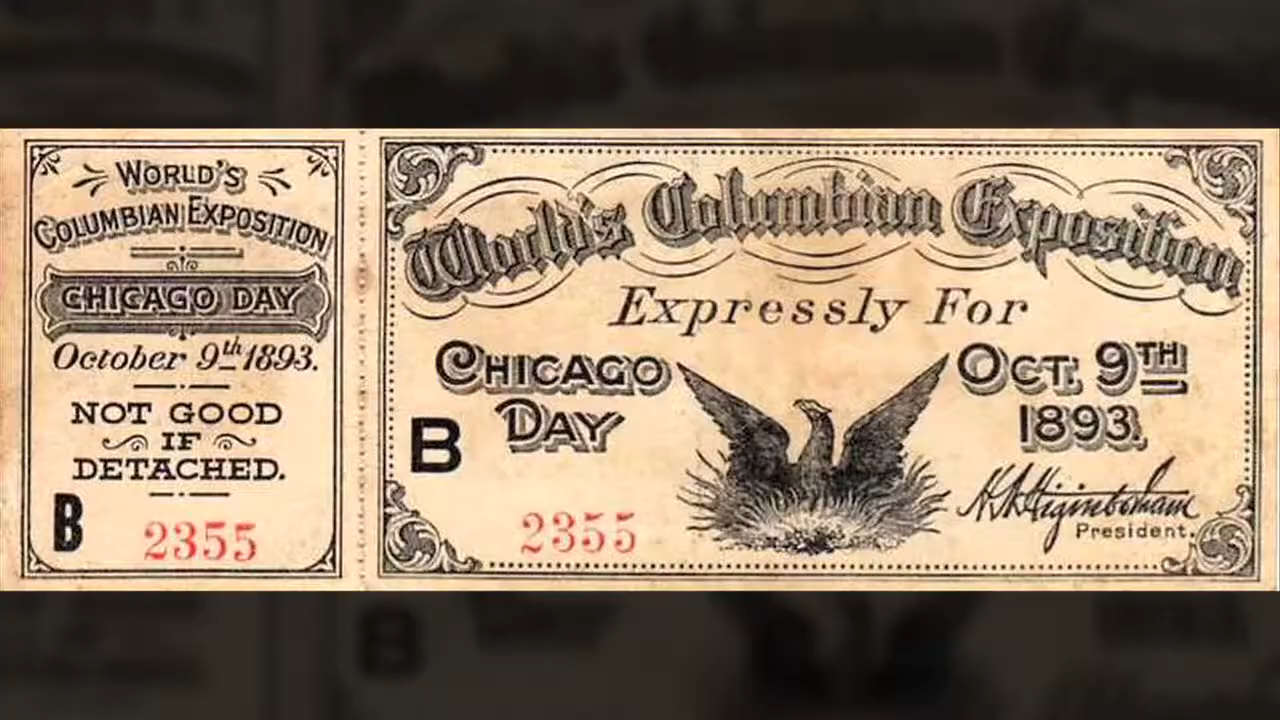 WORLD'S
COLUMBIAN EXPOSITION
CHICAGO DAY
October 9th 1893.
NOT GOOD
IF
DETACHED.
B 2355
World's Columbian Exposition
Expressly For
CHICAGO DAY
OCT. 9TH 1893.
B
2355
H. N. Higinbotham
President.